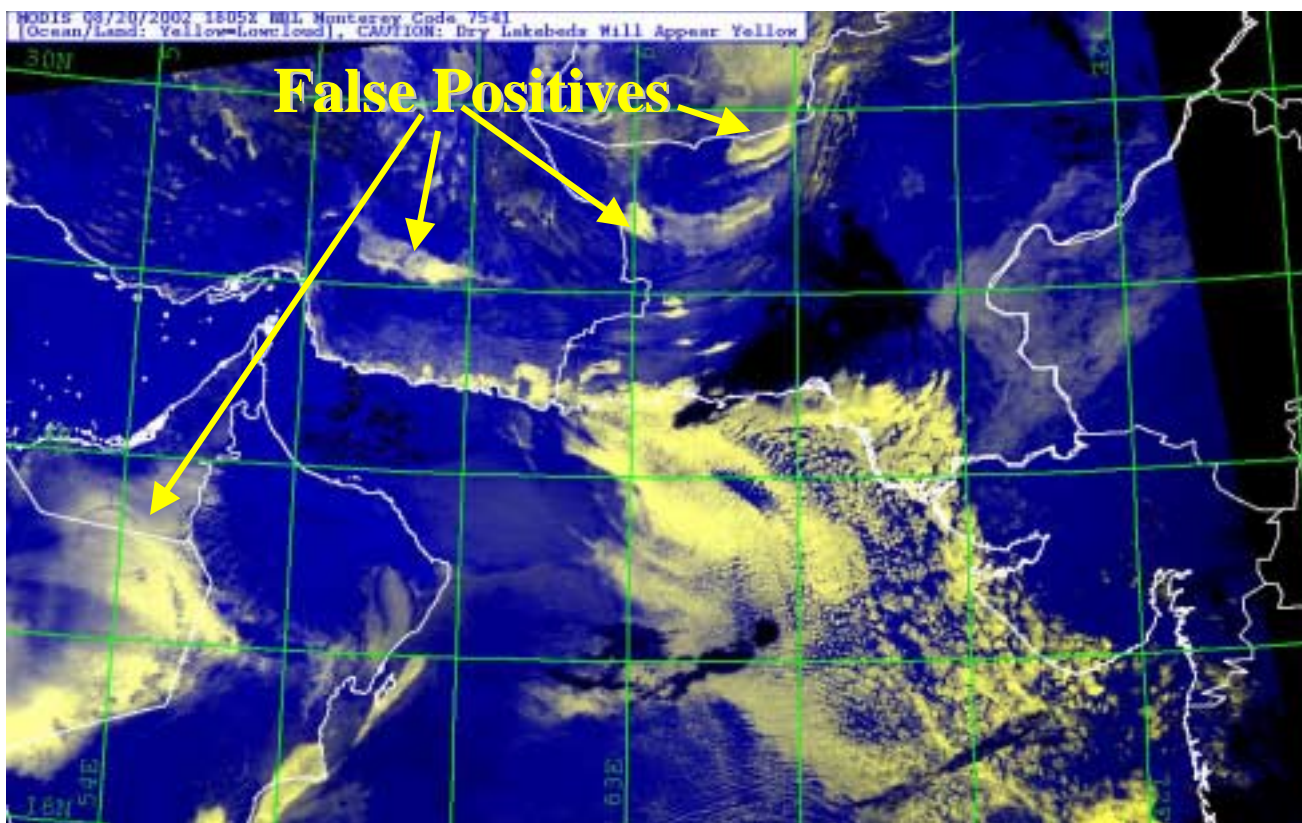 MODIS 08/20/2002 1805Z NRL Monterey Code 7541
[Ocean/Land: Yellow=Lowcloud], CAUTION: Dry Lakebeds Will Appear Yellow
30N
False Positives
54E
63E
18N